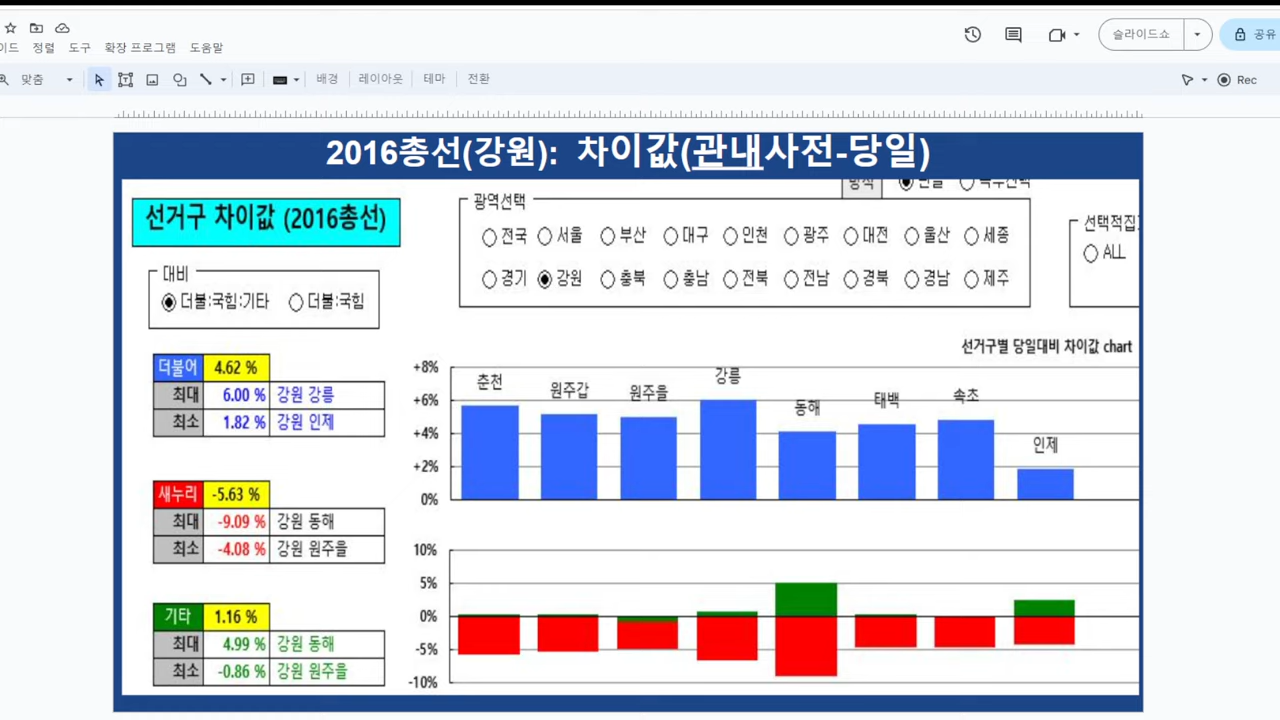 이드 정렬 도구 확장 프로그램 도움말
슬라이드쇼
공유
맞춤
배경 레이아웃 테마 전환
Rec
2016총선(강원): 차이값(관내사전-당일)
방식
선거구 차이값 (2016총선)
광역선택
전국 서울 부산 대구 인천 광주 대전 울산 세종
경기 강원 충북 충남 전북 전남 경북 경남 제주
ALL
대비
더불:국힘:기타 더불:국힘
선거구별 당일대비 차이값 chart
더불어 4.62 %
최대 6.00 % 강원 강릉
최소 1.82 % 강원 인제
새누리 -5.63 %
최대 -9.09 % 강원 동해
최소 -4.08 % 강원 원주을
기타 1.16 %
최대 4.99 % 강원 동해
최소 -0.86 % 강원 원주을
+8%
+6%
+4%
+2%
0%
춘천 원주갑 원주을 강릉 동해 태백 속초 인제
10%
5%
0%
-5%
-10%